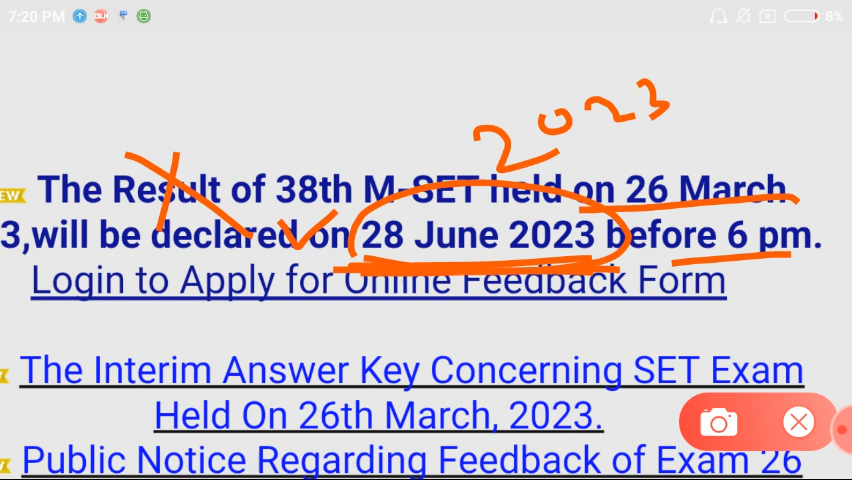 7:20 PM 8%
2023
NEW The Result of 38th M-SET held on 26 March
3,will be declared on 28 June 2023 before 6 pm.
Login to Apply for Online Feedback Form
The Interim Answer Key Concerning SET Exam
Held On 26th March, 2023.
Public Notice Regarding Feedback of Exam 26